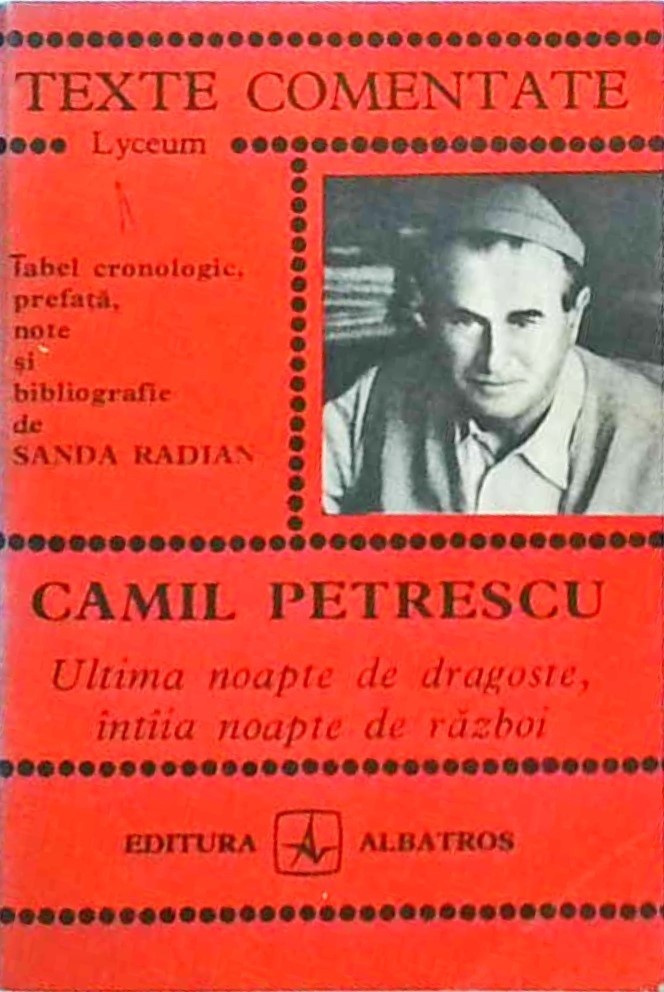 TEXTE COMENTATE
Lyceum
Tabel cronologic,
prefață,
note
și
bibliografie
de
SANDA RADIAN
CAMIL PETRESCU
Ultima noapte de dragoste,
întîia noapte de război
EDITURA ALBATROS